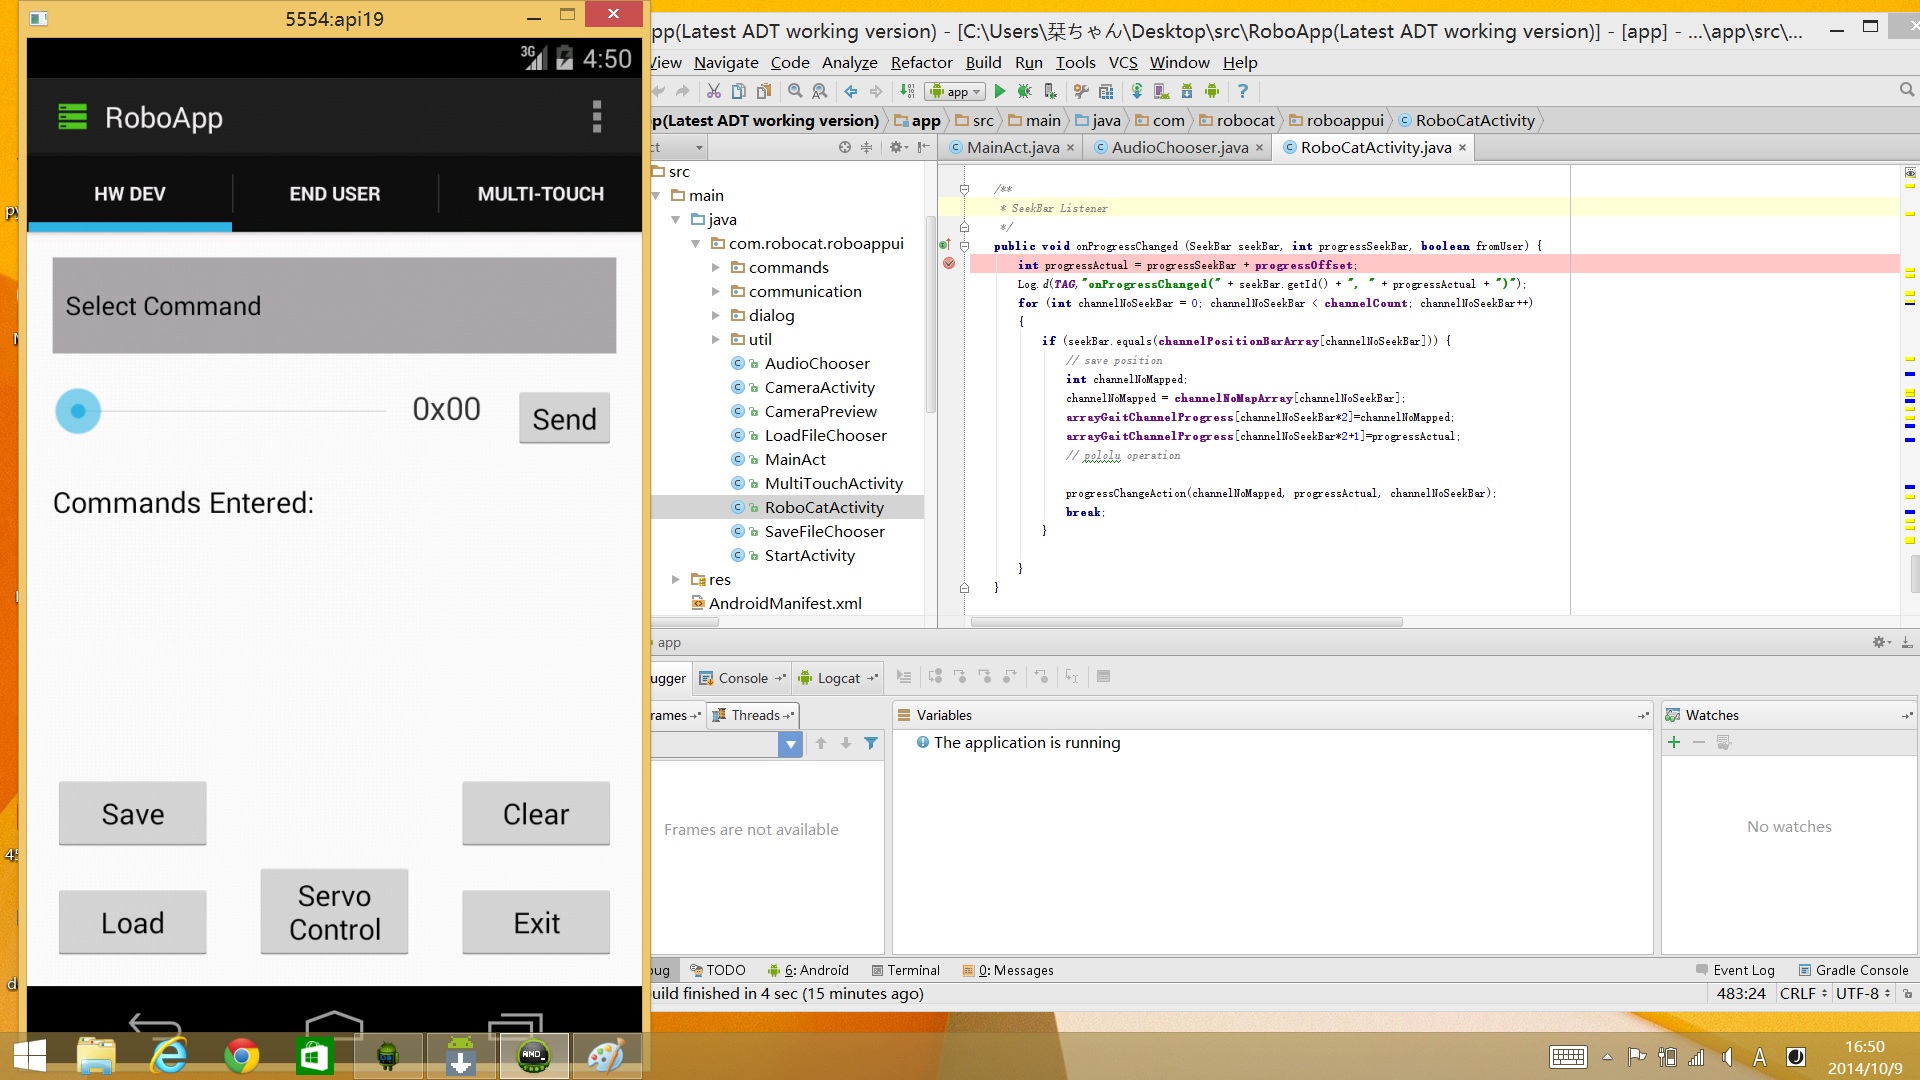 5554:api19
3G 4:50
RoboApp
HW DEV
END USER
MULTI-TOUCH
Select Command
0x00
Send
Commands Entered:
Save
Clear
Load
Servo
Control
Exit
pp(Latest ADT working version) - [C:\Users\栞ちゃん\Desktop\src\RoboApp(Latest ADT working version)] - [app] - ...\app\src\...
View Navigate Code Analyze Refactor Build Run Tools VCS Window Help
app
p(Latest ADT working version) app src main java com robocat roboappui RoboCatActivity
ct
MainAct.java
AudioChooser.java
RoboCatActivity.java
src
main
java
com.robocat.roboappui
commands
communication
dialog
util
AudioChooser
CameraActivity
CameraPreview
LoadFileChooser
MainAct
MultiTouchActivity
RoboCatActivity
SaveFileChooser
StartActivity
res
AndroidManifest.xml
/**
* SeekBar Listener
*/
public void onProgressChanged (SeekBar seekBar, int progressSeekBar, boolean fromUser) {
int progressActual = progressSeekBar + progressOffset;
Log.d(TAG,"onProgressChanged(" + seekBar.getId() + ", " + progressActual + ")");
for (int channelNoSeekBar = 0; channelNoSeekBar < channelCount; channelNoSeekBar++)
{
if (seekBar.equals(channelPositionBarArray[channelNoSeekBar])) {
// save position
int channelNoMapped;
channelNoMapped = channelNoMapArray[channelNoSeekBar];
arrayGaitChannelProgress[channelNoSeekBar*2]=channelNoMapped;
arrayGaitChannelProgress[channelNoSeekBar*2+1]=progressActual;
// pololu operation
progressChangeAction(channelNoMapped, progressActual, channelNoSeekBar);
break;
}
}
}
app
ugger
Console
Logcat
rames
Threads
Variables
Watches
The application is running
Frames are not available
No watches
bug
TODO
6: Android
Terminal
0: Messages
Event Log
Gradle Console
uild finished in 4 sec (15 minutes ago)
483:24
CRLF
UTF-8
AND_
A
16:50
2014/10/9